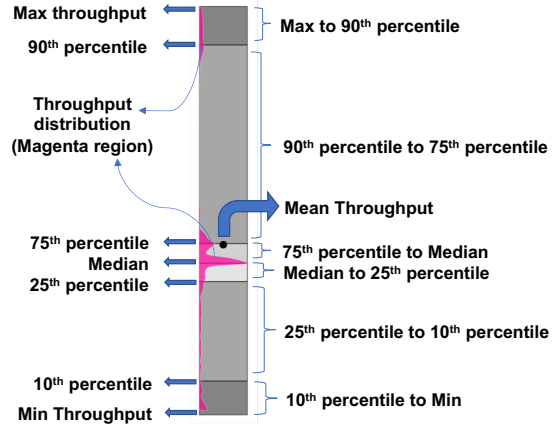 Max throughput
90th percentile
Throughput
distribution
(Magenta region)
75th percentile
Median
25th percentile
10th percentile
Min Throughput
Max to 90th percentile
90th percentile to 75th percentile
Mean Throughput
75th percentile to Median
Median to 25th percentile
25th percentile to 10th percentile
10th percentile to Min